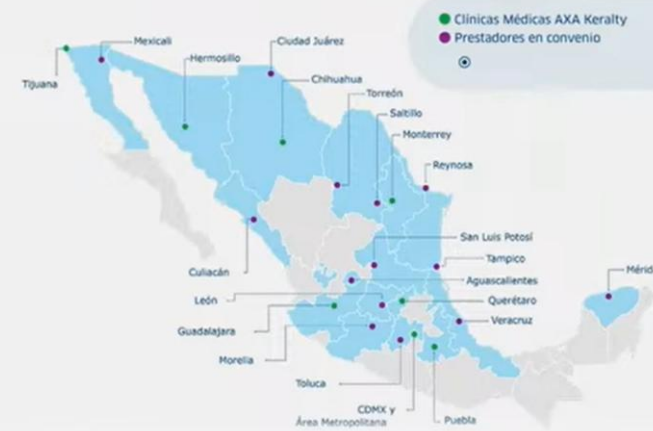 Clínicas Médicas AXA Keralty
Prestadores en convenio
Mexicali
Ciudad Juárez
Hermosillo
Chihuahua
Tijuana
Torreón
Saltillo
Monterrey
Reynosa
San Luis Potosí
Tampico
Culiacán
Aguascalientes
Mérid
León
Querétaro
Veracruz
Guadalajara
Morelia
Toluca
CDMX y
Área Metropolitana
Puebla